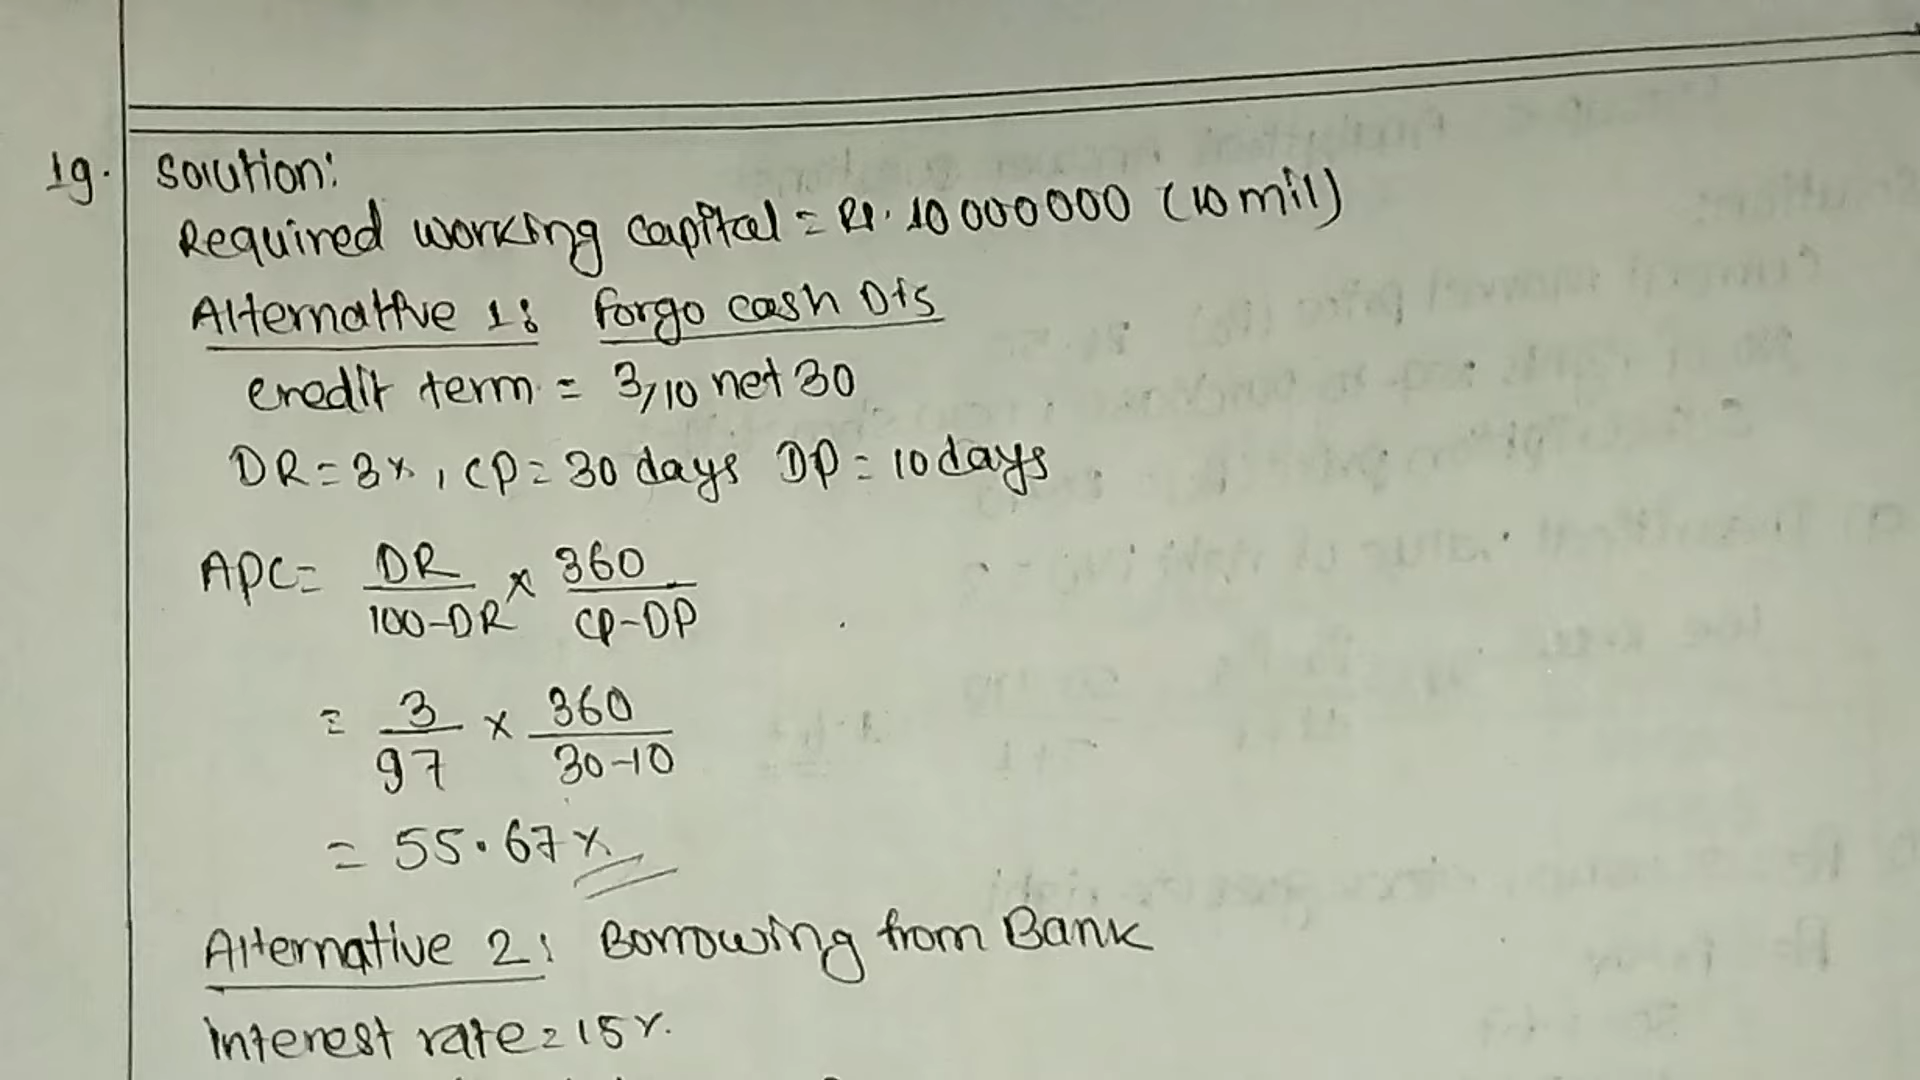 19. Solution:
Required working capital = Rs. 10000000 (10 mil)
Alternative 1: Forgo cash Dis
credit term = 3/10 net 30
DR = 3%, CP = 30 days DP = 10 days
APC = DR/100-DR × 360/CP-DP
= 3/97 × 360/30-10
= 55.67%
Alternative 2: Borrowing from Bank
Interest rate = 15%.